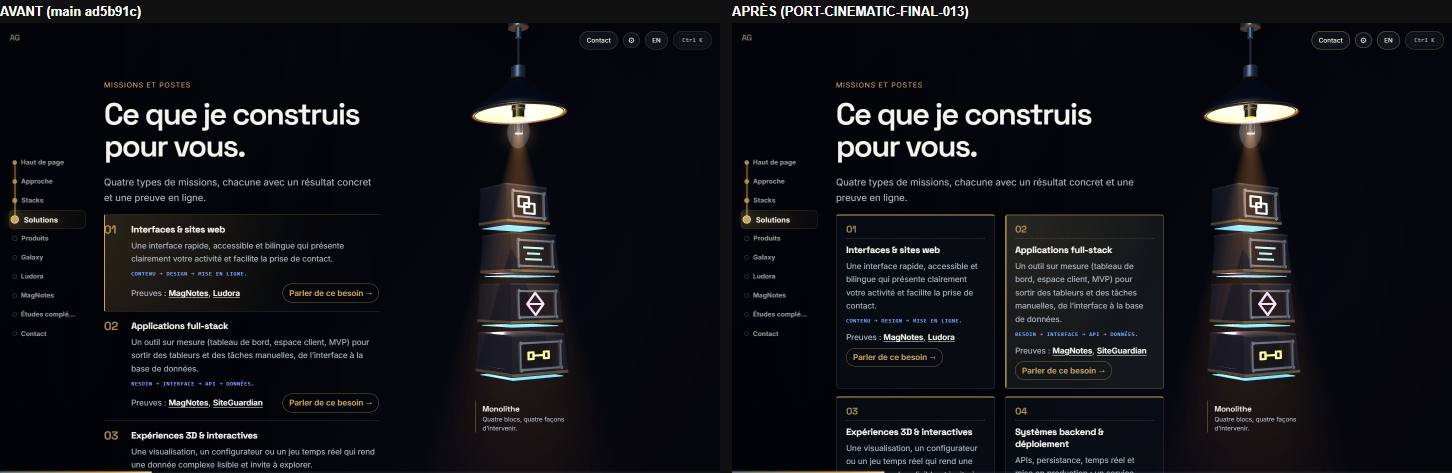 AVANT (main ad5b91c)
AG
Contact
EN
Ctrl K
MISSIONS ET POSTES
Ce que je construis
pour vous.
Quatre types de missions, chacune avec un résultat concret
et une preuve en ligne.
Haut de page
Approche
Stacks
Solutions
Produits
Galaxy
Ludora
MagNotes
Études complé...
Contact
01
Interfaces & sites web
Une interface rapide, accessible et bilingue qui présente
clairement votre activité et facilite la prise de contact.
CONTENU → DESIGN → MISE EN LIGNE.
Preuves : MagNotes, Ludora
Parler de ce besoin →
02
Applications full-stack
Un outil sur mesure (tableau de bord, espace client, MVP) pour
sortir des tableurs et des tâches manuelles, de l'interface à la
base de données.
BESOIN → INTERFACE → API → DONNÉES.
Preuves : MagNotes, SiteGuardian
Parler de ce besoin →
03
Expériences 3D & interactives
Une visualisation, un configurateur ou un jeu temps réel qui rend
une donnée complexe lisible et invite à explorer.
Monolithe
Quatre blocs, quatre façons
d'intervenir.
APRÈS (PORT-CINEMATIC-FINAL-013)
AG
Contact
EN
Ctrl K
MISSIONS ET POSTES
Ce que je construis
pour vous.
Quatre types de missions, chacune avec un résultat concret
et une preuve en ligne.
Haut de page
Approche
Stacks
Solutions
Produits
Galaxy
Ludora
MagNotes
Études complé...
Contact
01
Interfaces & sites web
Une interface rapide, accessible et
bilingue qui présente clairement
votre activité et facilite la prise de
contact.
CONTENU → DESIGN → MISE EN LIGNE.
Preuves : MagNotes, Ludora
Parler de ce besoin →
02
Applications full-stack
Un outil sur mesure (tableau de
bord, espace client, MVP) pour
sortir des tableurs et des tâches
manuelles, de l'interface à la base
de données.
BESOIN → INTERFACE → API → DONNÉES.
Preuves : MagNotes, SiteGuardian
Parler de ce besoin →
03
Expériences 3D & interactives
Une visualisation, un configurateur
ou un jeu temps réel qui rend une
04
Systèmes backend &
déploiement
APIs, persistance, temps réel et
Monolithe
Quatre blocs, quatre façons
d'intervenir.